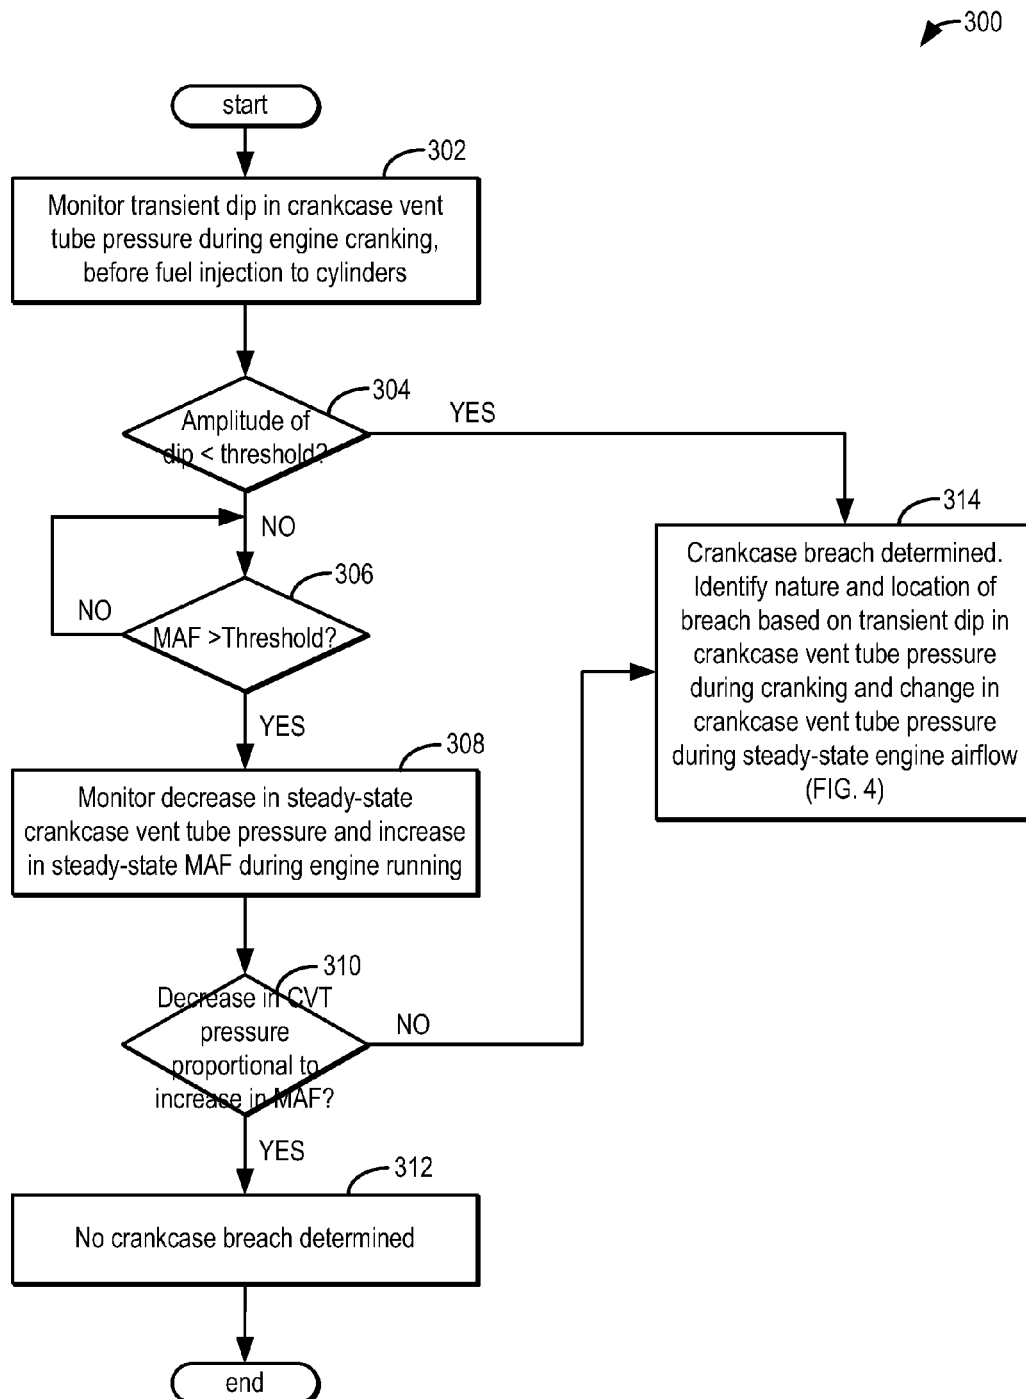 300
start
302
Monitor transient dip in crankcase vent
tube pressure during engine cranking,
before fuel injection to cylinders
304
Amplitude of
dip < threshold?
YES
NO
306
MAF >Threshold?
NO
YES
314
Crankcase breach determined.
Identify nature and location of
breach based on transient dip in
crankcase vent tube pressure
during cranking and change in
crankcase vent tube pressure
during steady-state engine airflow
(FIG. 4)
308
Monitor decrease in steady-state
crankcase vent tube pressure and increase
in steady-state MAF during engine running
310
Decrease in CVT
pressure
proportional to
increase in MAF?
NO
YES
312
No crankcase breach determined
end